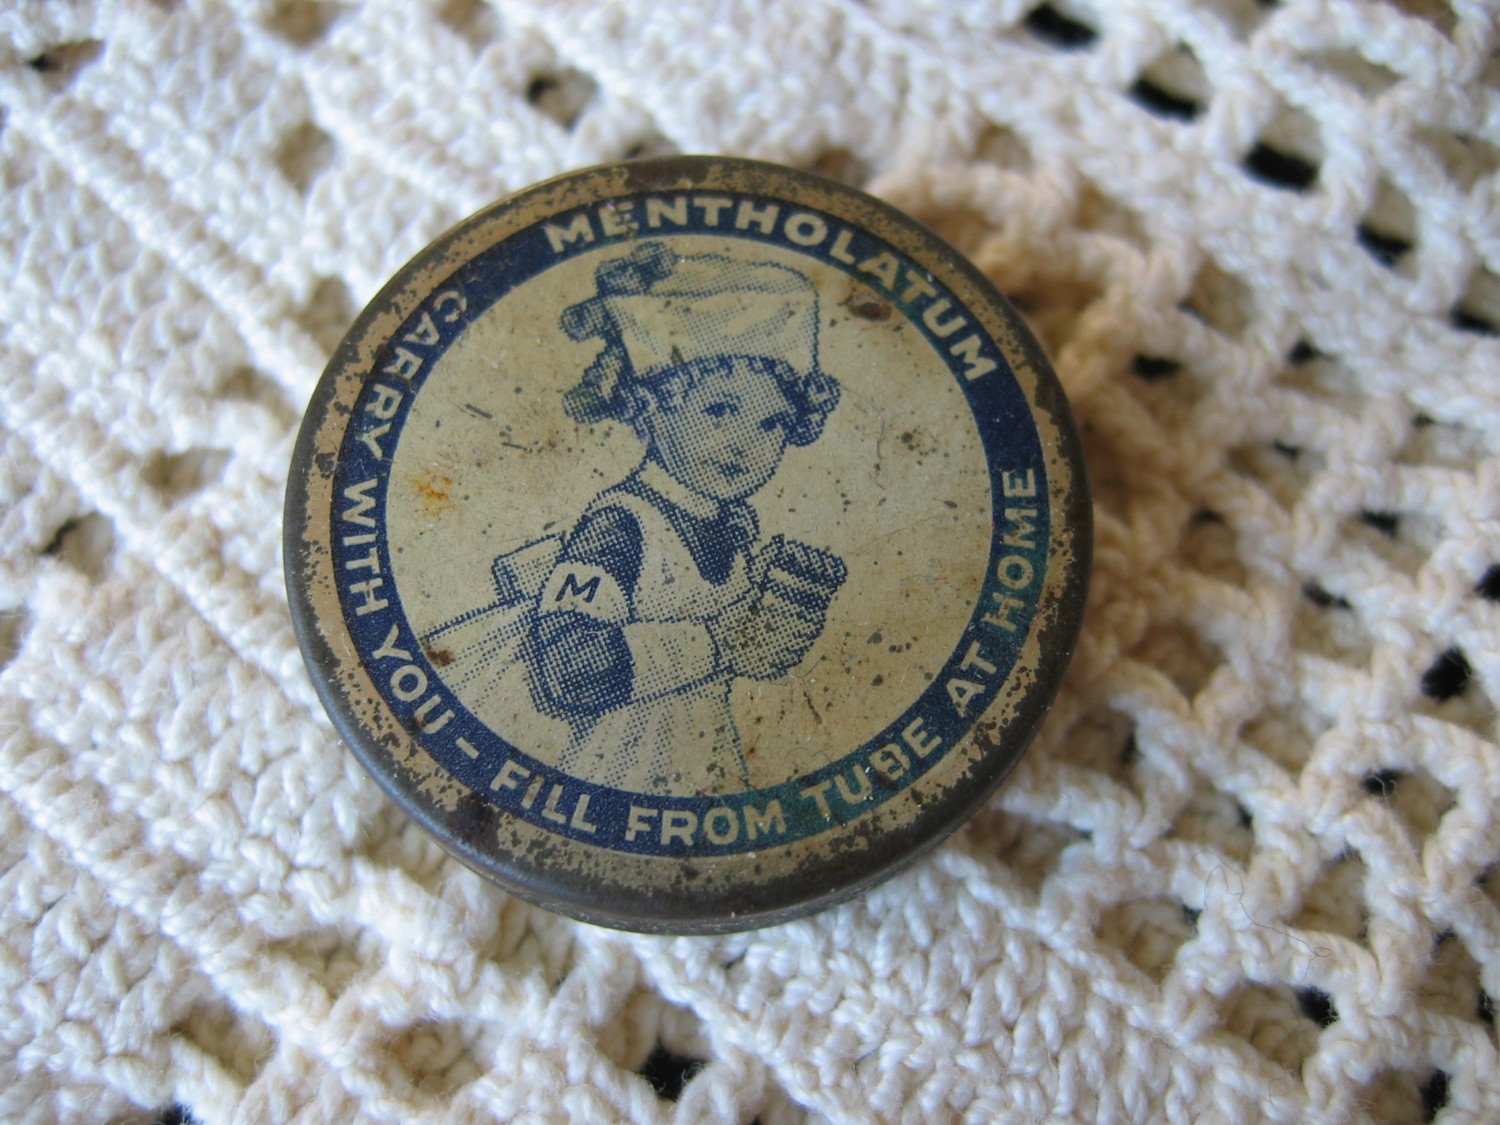 MENTHOLATUM
CARRY WITH YOU - FILL FROM TUBE AT HOME
M